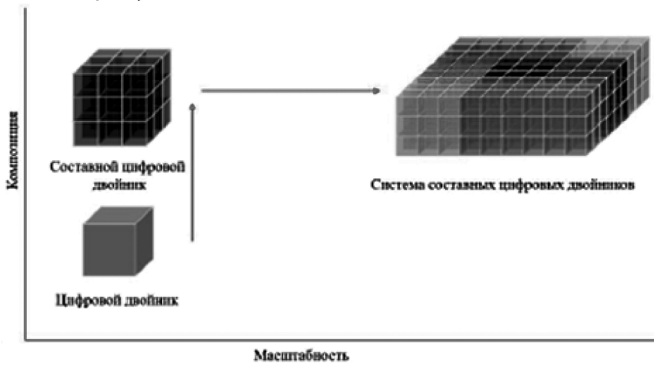 Композиция
Составной цифровой
двойник
Система составных цифровых двойников
Цифровой двойник
Масштабность